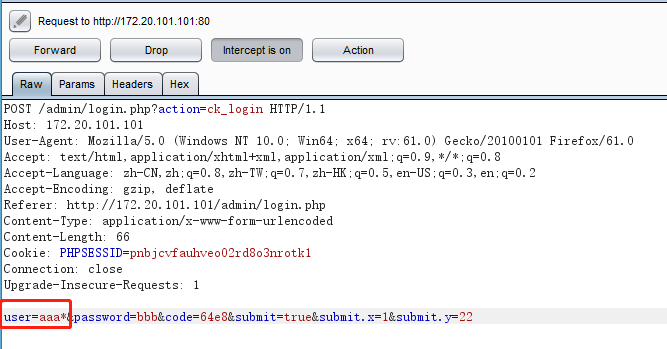 Request to http://172.20.101.101:80
Forward Drop Intercept is on Action
Raw Params Headers Hex
POST /admin/login.php?action=ck_login HTTP/1.1
Host: 172.20.101.101
User-Agent: Mozilla/5.0 (Windows NT 10.0; Win64; x64; rv:61.0) Gecko/20100101 Firefox/61.0
Accept: text/html,application/xhtml+xml,application/xml;q=0.9,*/*;q=0.8
Accept-Language: zh-CN,zh;q=0.8,zh-TW;q=0.7,zh-HK;q=0.5,en-US;q=0.3,en;q=0.2
Accept-Encoding: gzip, deflate
Referer: http://172.20.101.101/admin/login.php
Content-Type: application/x-www-form-urlencoded
Content-Length: 66
Cookie: PHPSESSID=pnbjcvfauhveo02rd8o3nrotk1
Connection: close
Upgrade-Insecure-Requests: 1
user=aaa*&password=bbb&code=64e8&submit=true&submit.x=1&submit.y=22